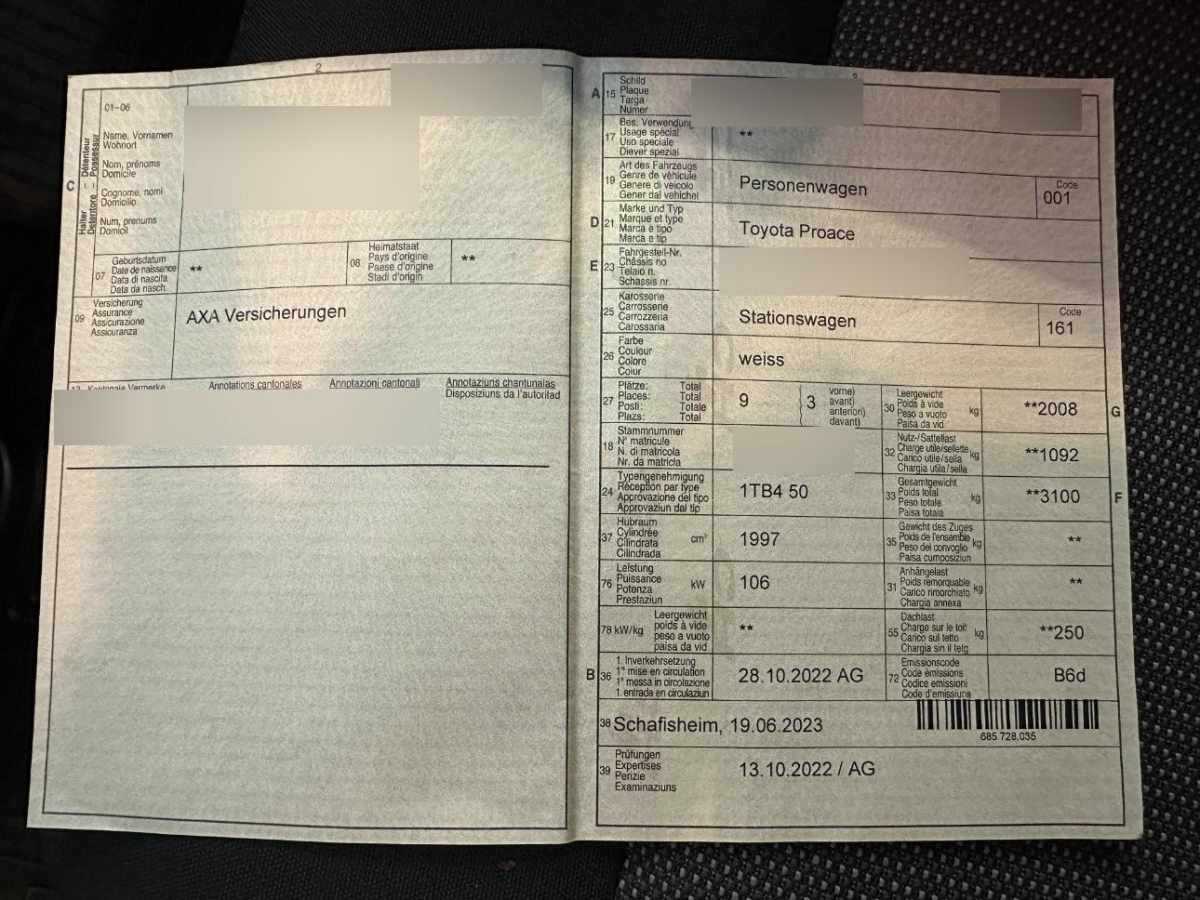 2
01–06
Halter
Détenteur
Detentore
Possessur
C
Name, Vornamen
Wohnort
Nom, prénoms
Domicile
Cognome, nomi
Domicilio
Num, prenums
Domicil
07
Geburtsdatum
Date de naissance
Data di nascita
Data da nasch.
**
08
Heimatstaat
Pays d'origine
Paese d'origine
Stadi d'origin
**
09
Versicherung
Assurance
Assicurazione
Assicuranza
AXA Versicherungen
Kantonale Vermerke Annotations cantonales Annotazioni cantonali Annotaziuns chantunalas
Disposiziuns da l'autoritad
A 15
Schild
Plaque
Targa
Numer
17
Bes. Verwendung
Usage spécial
Uso speciale
Diever spezial
**
19
Art des Fahrzeugs
Genre de véhicule
Genere di veicolo
Gener dal vehichel
Personenwagen
Code
001
D 21
Marke und Typ
Marque et type
Marca e tipo
Marca e tip
Toyota Proace
E 23
Fahrgestell-Nr.
Châssis no
Telaio n.
Schassis nr.
25
Karosserie
Carrosserie
Carrozzeria
Carossaria
Stationswagen
Code
161
26
Farbe
Couleur
Colore
Colur
weiss
27
Plätze: Total
Places: Total
Posti: Totale
Plazs: Total
9
3
vorne)
avant)
anteriori)
davant)
30
Leergewicht
Poids à vide
Peso a vuoto
Paisa da vid
kg
**2008
G
18
Stammnummer
N° matricule
N. di matricola
Nr. da matricla
32
Nutz-/Sattellast
Charge utile/sellette
Carico utile/sella
Chargia utila/sella
kg
**1092
24
Typengenehmigung
Réception par type
Approvazione del tipo
Approvaziun dal tip
1TB4 50
33
Gesamtgewicht
Poids total
Peso totale
Paisa totala
kg
**3100
F
37
Hubraum
Cylindrée
Cilindrata
Cilindrada
cm³
1997
35
Gewicht des Zuges
Poids de l'ensemble
Peso del convoglio
Paisa cumposiziun
kg
**
76
Leistung
Puissance
Potenza
Prestaziun
kW
106
31
Anhängelast
Poids remorquable
Carico rimorchiato
Chargia annexa
kg
**
78 kW/kg
Leergewicht
poids à vide
peso a vuoto
paisa da vid
**
55
Dachlast
Charge sur le toit
Carico sul tetto
Chargia sin il tetg
kg
**250
B 36
1. Inverkehrsetzung
1re mise en circulation
1a messa in circolazione
1. entrada en circulaziun
28.10.2022 AG
72
Emissionscode
Code émissions
Codice emissioni
Code d'emissiuns
B6d
38 Schafisheim, 19.06.2023
685.728.035
39
Prüfungen
Expertises
Perizie
Examinaziuns
13.10.2022 / AG